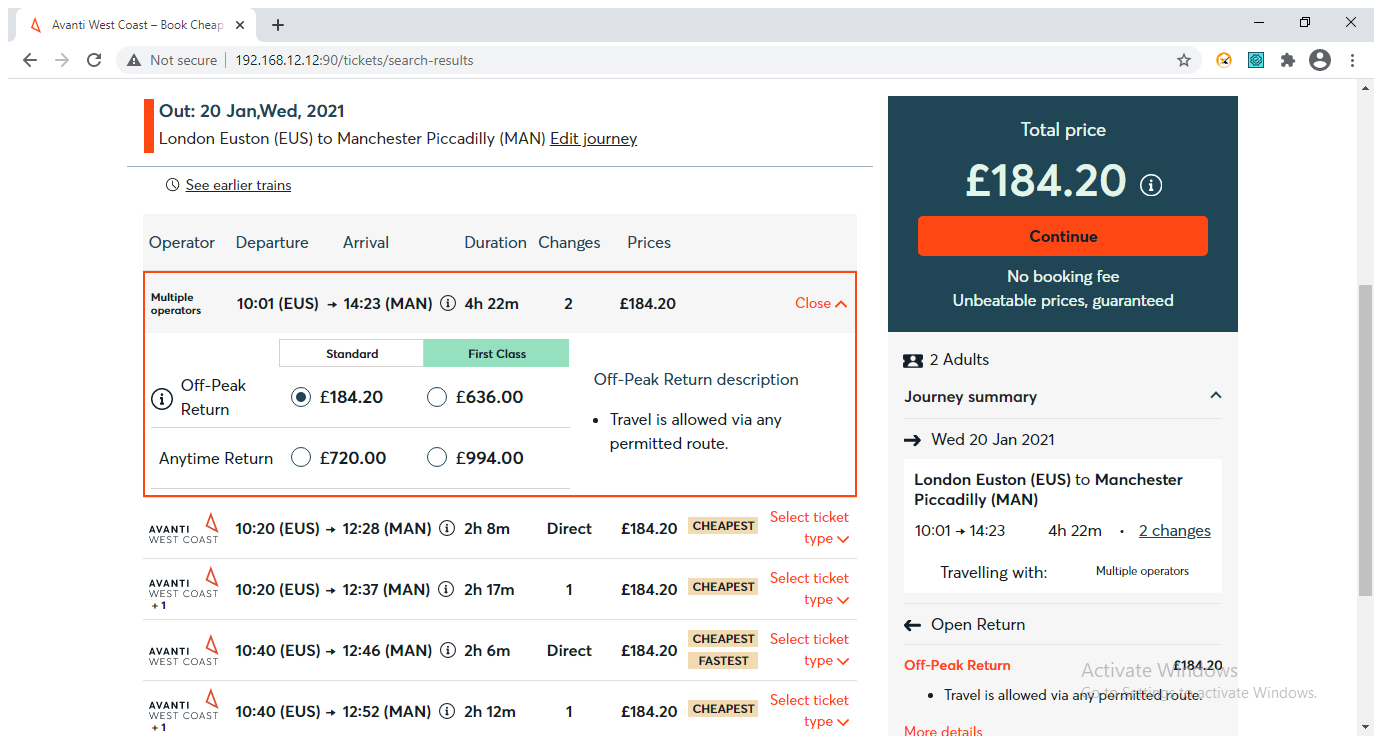 Avanti West Coast – Book Cheap
Not secure
192.168.12.12:90/tickets/search-results
Out: 20 Jan,Wed, 2021
London Euston (EUS) to Manchester Piccadilly (MAN) Edit journey
See earlier trains
Operator Departure Arrival Duration Changes Prices
Multiple
operators
10:01 (EUS) → 14:23 (MAN) 4h 22m 2 £184.20 Close
Standard First Class
Off-Peak
Return
£184.20 £636.00
Anytime Return £720.00 £994.00
Off-Peak Return description
• Travel is allowed via any
permitted route.
AVANTI
WEST COAST
10:20 (EUS) → 12:28 (MAN) 2h 8m Direct £184.20 CHEAPEST
Select ticket
type
AVANTI
WEST COAST
+ 1
10:20 (EUS) → 12:37 (MAN) 2h 17m 1 £184.20 CHEAPEST
Select ticket
type
AVANTI
WEST COAST
10:40 (EUS) → 12:46 (MAN) 2h 6m Direct £184.20 CHEAPEST
FASTEST
Select ticket
type
AVANTI
WEST COAST
+ 1
10:40 (EUS) → 12:52 (MAN) 2h 12m 1 £184.20 CHEAPEST
Select ticket
type
Total price
£184.20
Continue
No booking fee
Unbeatable prices, guaranteed
2 Adults
Journey summary
→ Wed 20 Jan 2021
London Euston (EUS) to Manchester
Piccadilly (MAN)
10:01 → 14:23 4h 22m • 2 changes
Travelling with: Multiple operators
← Open Return
Off-Peak Return £184.20
• Travel is allowed via any permitted route.
More details
Activate Windows
Go to Settings to activate Windows.